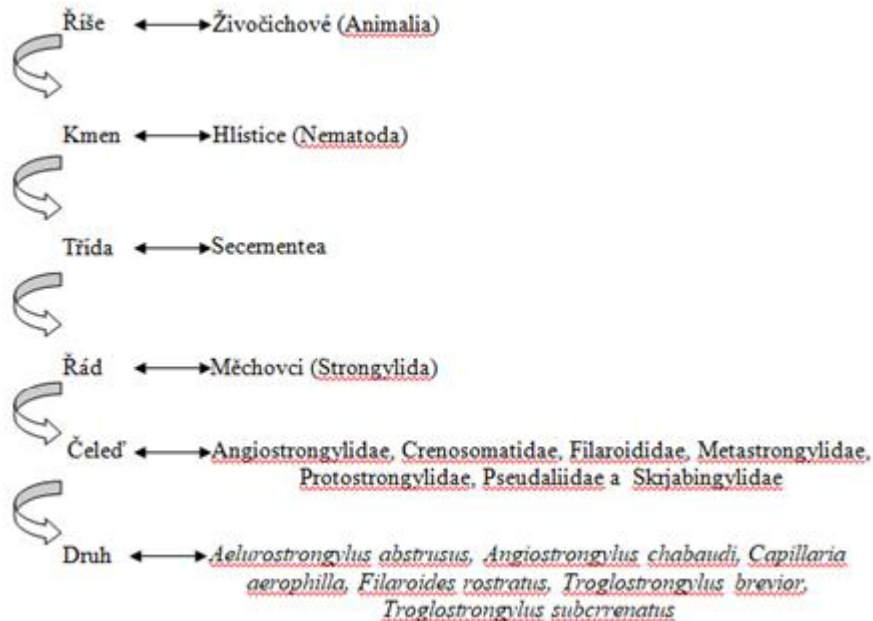 Říše Živočichové (Animalia)
Kmen Hlístice (Nematoda)
Třída Secernentea
Řád Měchovci (Strongylida)
Čeleď Angiostrongylidae, Crenosomatidae, Filaroididae, Metastrongylidae,
Protostrongylidae, Pseudaliidae a Skrjabingylidae
Druh Aelurostrongylus abstrusus, Angiostrongylus chabaudi, Capillaria
aerophilla, Filaroides rostratus, Troglostrongylus brevior,
Troglostrongylus subcrrenatus